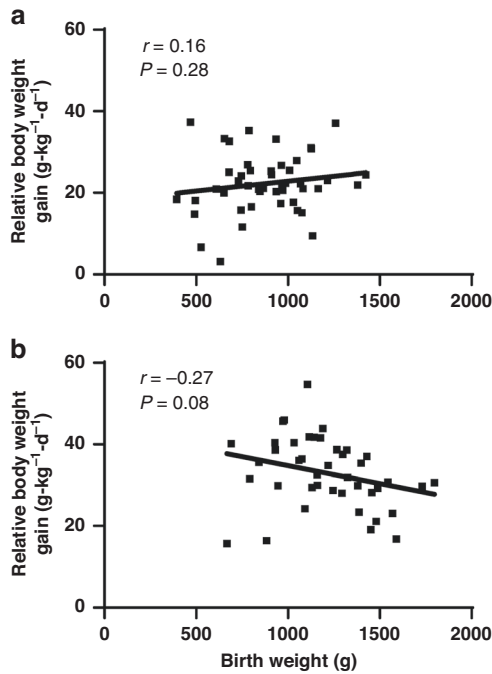 a
60
r = 0.16
P = 0.28
40
Relative body weight
gain (g-kg⁻¹-d⁻¹)
20
0
0 500 1000 1500 2000
b
60
r = –0.27
P = 0.08
40
Relative body weight
gain (g-kg⁻¹-d⁻¹)
20
0
0 500 1000 1500 2000
Birth weight (g)